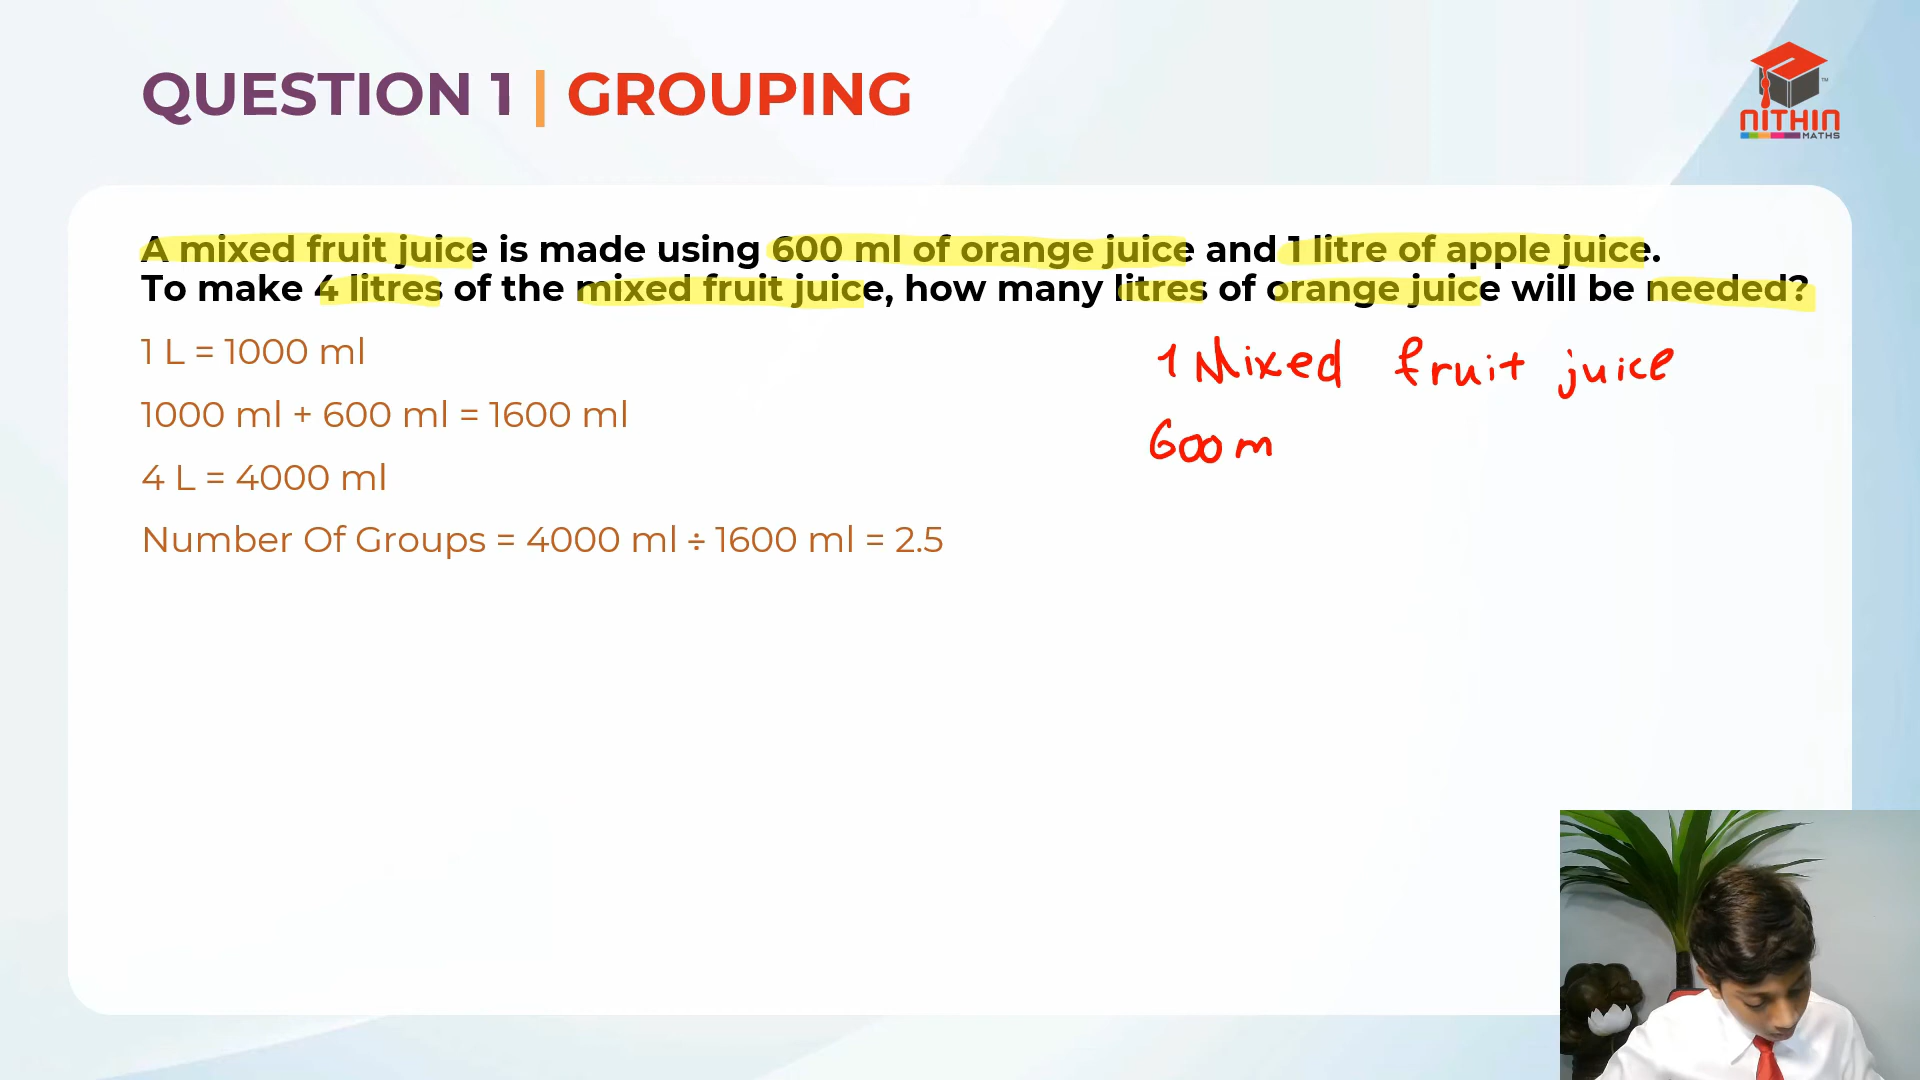 QUESTION 1 | GROUPING
NITHIN
MATHS
TM
A mixed fruit juice is made using 600 ml of orange juice and 1 litre of apple juice.
To make 4 litres of the mixed fruit juice, how many litres of orange juice will be needed?
1 L = 1000 ml
1000 ml + 600 ml = 1600 ml
4 L = 4000 ml
Number Of Groups = 4000 ml ÷ 1600 ml = 2.5
1 Mixed fruit juice
600 m